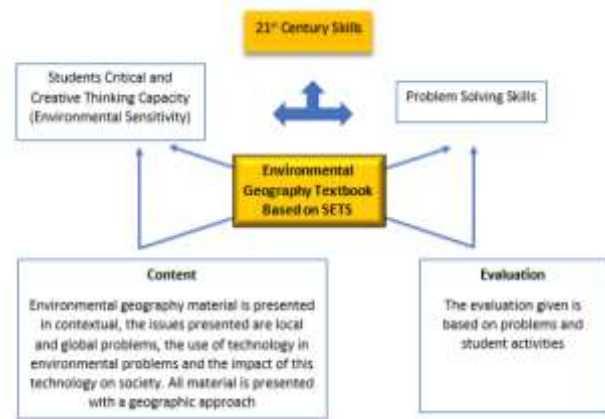 21st Century Skills
Students Critical and
Creative Thinking Capacity
(Environmental Sensitivity)
Problem Solving Skills
Environmental
Geography Textbook
Based on SETS
Content
Environmental geography material is presented
in contextual, the issues presented are local
and global problems, the use of technology in
environmental problems and the impact of this
technology on society. All material is presented
with a geographic approach
Evaluation
The evaluation given is
based on problems and
student activities